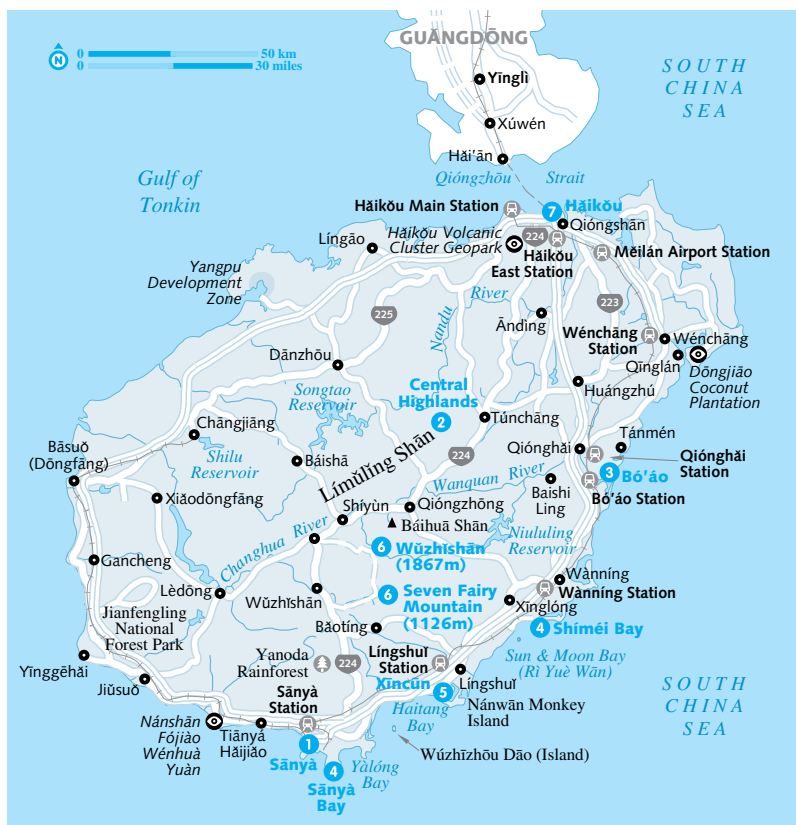 GUǍNGDŌNG
0 50 km
0 30 miles
N
Yīnglì
SOUTH
CHINA
SEA
Xúwén
Hǎi'ān
Qióngzhōu Strait
Gulf of
Tonkin
Hǎikǒu Main Station
7 Hǎikǒu
Qióngshān
Língāo
Hǎikǒu Volcanic
Cluster Geopark
224
Hǎikǒu
East Station
Měilán Airport Station
Yangpu
Development
Zone
River
Nandu
225
223
Āndìng
Wénchāng
Station
Wénchāng
Qīnglán
Dōngjiāo
Coconut
Plantation
Dānzhōu
Songtao
Reservoir
Central
Highlands
2
Huángzhú
Túnchāng
Chāngjiāng
Tánmén
Bāsuǒ
(Dōngfāng)
Shilu
Reservoir
Báishā
Límǔlǐng Shān
224
Qiónghǎi
Qiónghǎi
Station
3 Bó'áo
Bó'áo Station
Wanquan River
Baishi
Ling
Xiǎodōngfāng
Shíyùn
Qióngzhōng
Báihuā Shān
Niululing
Reservoir
Changhua River
6 Wǔzhǐshān
(1867m)
Gancheng
Lèdōng
Wǔzhǐshān
6 Seven Fairy
Mountain
(1126m)
Wànníng
Wànníng Station
Xīnglóng
Jianfengling
National
Forest Park
Bǎotíng
4 Shíméi Bay
Sun & Moon Bay
(Rì Yuè Wān)
Yīnggēhǎi
Yanoda
Rainforest
224
Língshuǐ
Station
Xīncūn
Língshuǐ
5
Nánwān Monkey
Island
Jiǔsuǒ
Sānyà
Station
Haitang
Bay
SOUTH
CHINA
SEA
Nánshān
Fójiào
Wénhuà
Yuàn
Tiānyá
Hǎijiǎo
1
Sānyà
4
Sānyà
Bay
Yàlóng
Bay
Wúzhīzhōu Dāo (Island)